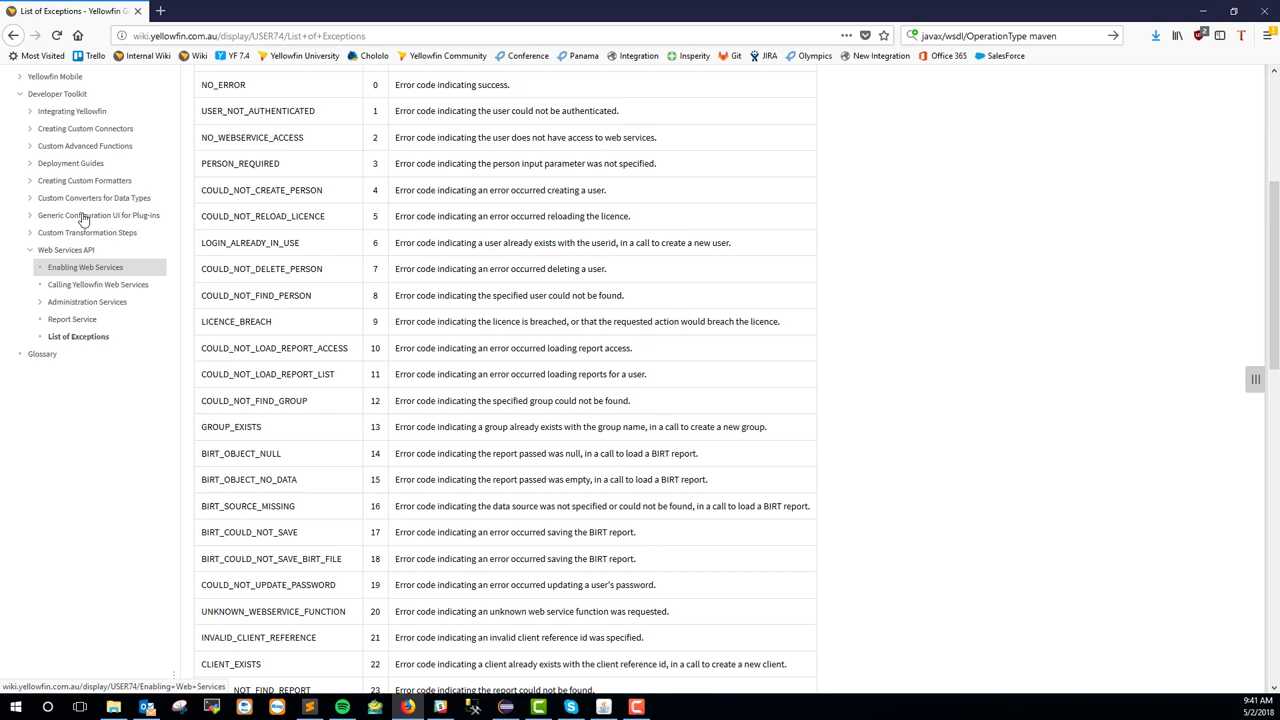 List of Exceptions - Yellowfin G
wiki.yellowfin.com.au/display/USER74/List+of+Exceptions
javax/wsdl/OperationType maven
Most Visited Trello Internal Wiki Wiki YF 7.4 Yellowfin University Chololo Yellowfin Community Conference Panama Integration Insperity Git JIRA Olympics New Integration Office 365 SalesForce
Yellowfin Mobile
Developer Toolkit
Integrating Yellowfin
Creating Custom Connectors
Custom Advanced Functions
Deployment Guides
Creating Custom Formatters
Custom Converters for Data Types
Generic Configuration UI for Plug-ins
Custom Transformation Steps
Web Services API
Enabling Web Services
Calling Yellowfin Web Services
Administration Services
Report Service
List of Exceptions
Glossary
NO_ERROR 0 Error code indicating success.
USER_NOT_AUTHENTICATED 1 Error code indicating the user could not be authenticated.
NO_WEBSERVICE_ACCESS 2 Error code indicating the user does not have access to web services.
PERSON_REQUIRED 3 Error code indicating the person input parameter was not specified.
COULD_NOT_CREATE_PERSON 4 Error code indicating an error occurred creating a user.
COULD_NOT_RELOAD_LICENCE 5 Error code indicating an error occurred reloading the licence.
LOGIN_ALREADY_IN_USE 6 Error code indicating a user already exists with the userid, in a call to create a new user.
COULD_NOT_DELETE_PERSON 7 Error code indicating an error occurred deleting a user.
COULD_NOT_FIND_PERSON 8 Error code indicating the specified user could not be found.
LICENCE_BREACH 9 Error code indicating the licence is breached, or that the requested action would breach the licence.
COULD_NOT_LOAD_REPORT_ACCESS 10 Error code indicating an error occurred loading report access.
COULD_NOT_LOAD_REPORT_LIST 11 Error code indicating an error occurred loading reports for a user.
COULD_NOT_FIND_GROUP 12 Error code indicating the specified group could not be found.
GROUP_EXISTS 13 Error code indicating a group already exists with the group name, in a call to create a new group.
BIRT_OBJECT_NULL 14 Error code indicating the report passed was null, in a call to load a BIRT report.
BIRT_OBJECT_NO_DATA 15 Error code indicating the report passed was empty, in a call to load a BIRT report.
BIRT_SOURCE_MISSING 16 Error code indicating the data source was not specified or could not be found, in a call to load a BIRT report.
BIRT_COULD_NOT_SAVE 17 Error code indicating an error occurred saving the BIRT report.
BIRT_COULD_NOT_SAVE_BIRT_FILE 18 Error code indicating an error occurred saving the BIRT report.
COULD_NOT_UPDATE_PASSWORD 19 Error code indicating an error occurred updating a user's password.
UNKNOWN_WEBSERVICE_FUNCTION 20 Error code indicating an unknown web service function was requested.
INVALID_CLIENT_REFERENCE 21 Error code indicating an invalid client reference id was specified.
CLIENT_EXISTS 22 Error code indicating a client already exists with the client reference id, in a call to create a new client.
_NOT_FIND_REPORT 23 Error code indicating the report could not be found.
wiki.yellowfin.com.au/display/USER74/Enabling+Web+Services
9:41 AM
5/2/2018